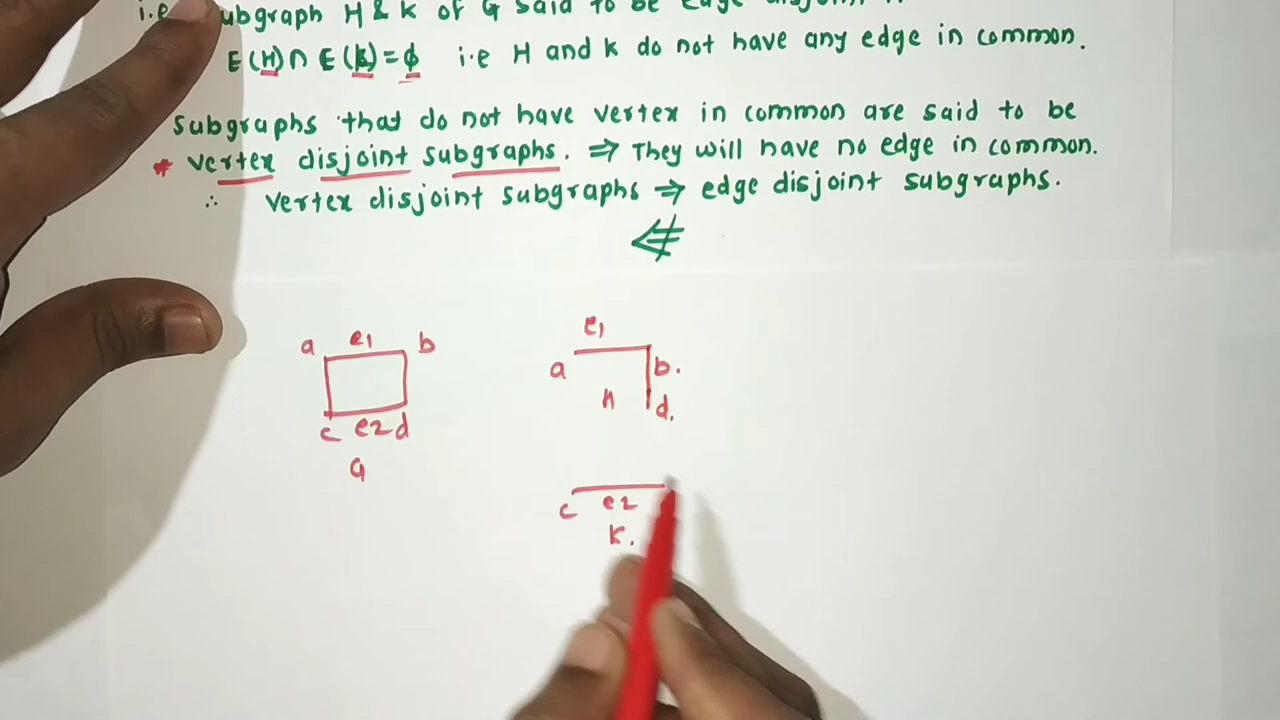 i.e subgraph H & K of G said to be edge disjoint
E(H) ∩ E(K) = ϕ i.e H and K do not have any edge in common.
Subgraphs that do not have vertex in common are said to be
* vertex disjoint subgraphs. ⇒ They will have no edge in common.
∴ vertex disjoint subgraphs ⇒ edge disjoint subgraphs.
a e1 b
c e2 d
G
e1
a b.
H d.
c e2
K.